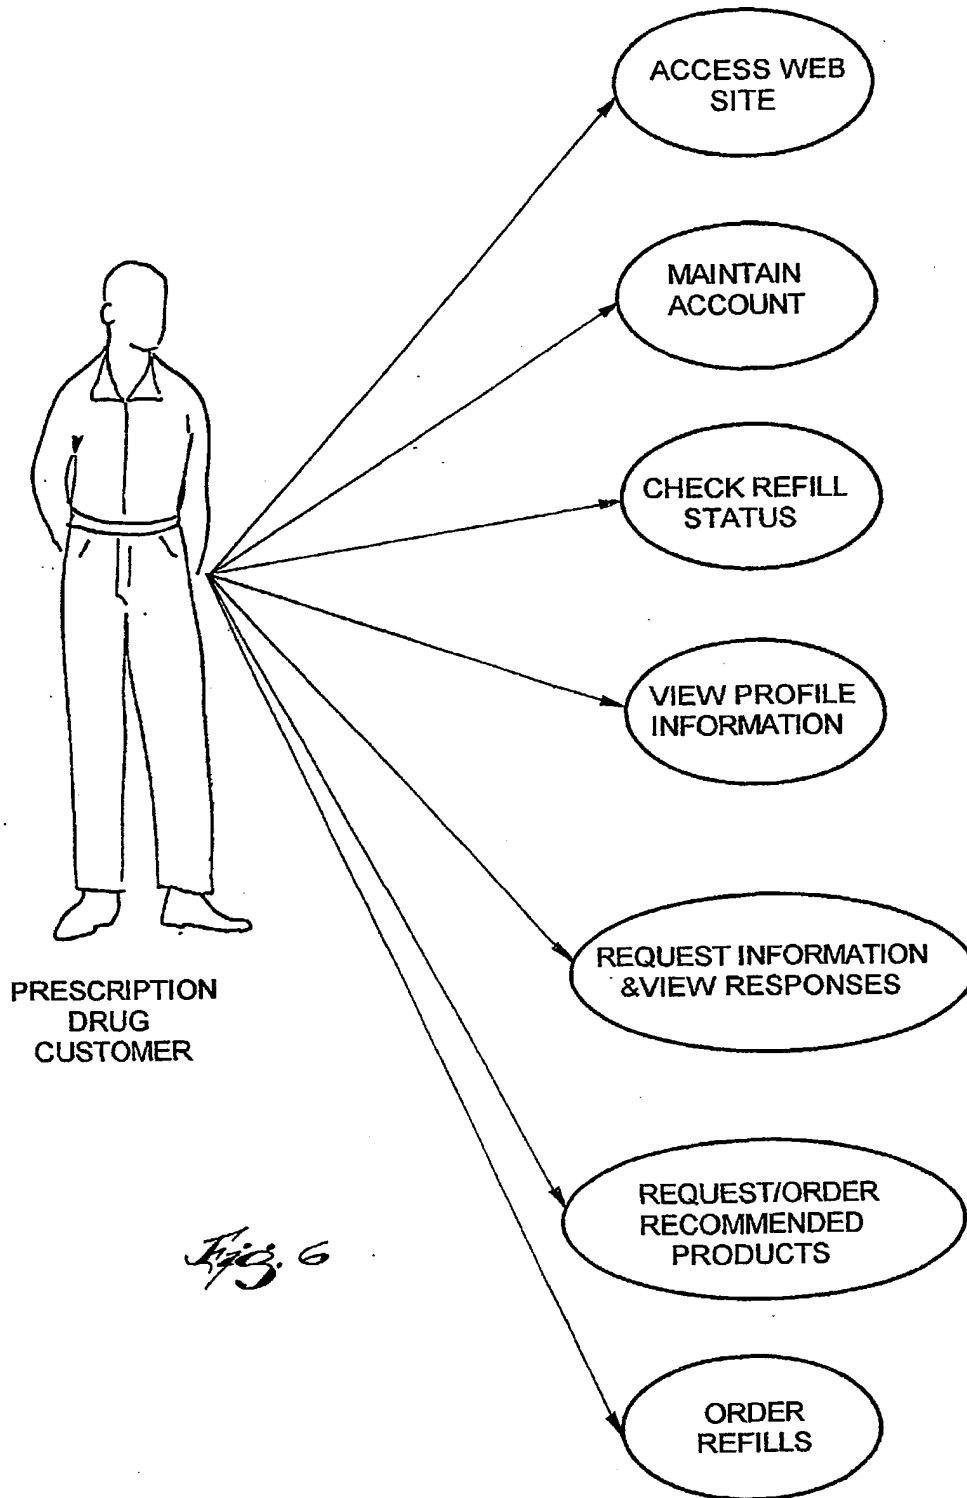 ACCESS WEB
SITE
MAINTAIN
ACCOUNT
CHECK REFILL
STATUS
VIEW PROFILE
INFORMATION
REQUEST INFORMATION
&VIEW RESPONSES
PRESCRIPTION
DRUG
CUSTOMER
REQUEST/ORDER
RECOMMENDED
PRODUCTS
Fig. 6
ORDER
REFILLS